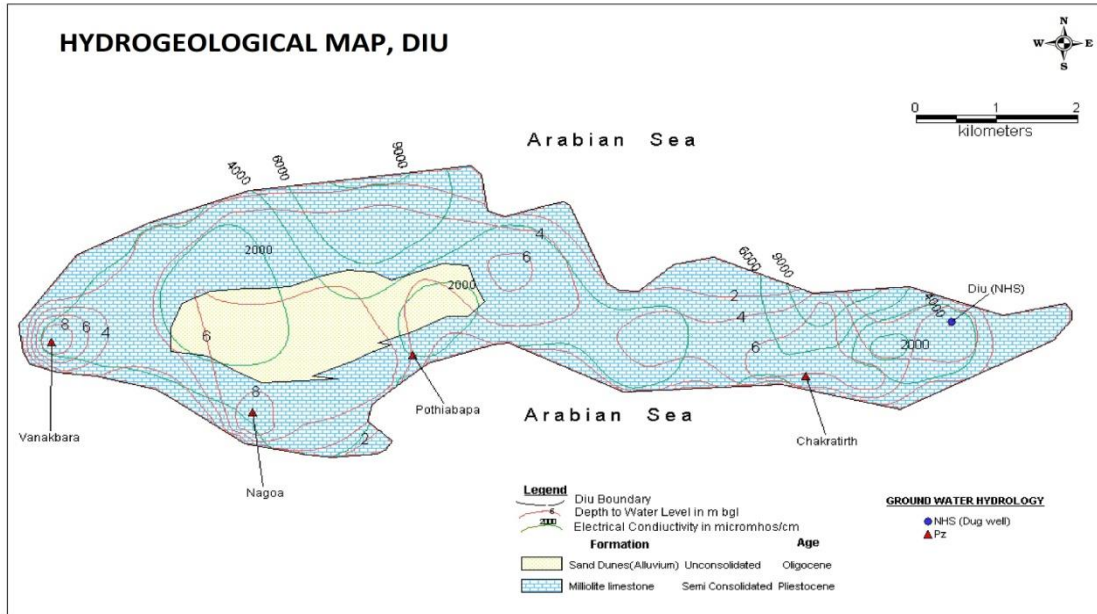 HYDROGEOLOGICAL MAP, DIU
N
W E
S
0 1 2
kilometers
Arabian Sea
9000
6000
4000
2000
4
6
2000
6000
9000
2
4
6
4000
2000
Diu (NHS)
8 6 4
6
8
2
Vanakbara
Nagoa
Pothiabapa
Arabian Sea
Chakratirth
Legend
Diu Boundary
6 Depth to Water Level in m bgl
2000 Electrical Condiuctivity in micromhos/cm
Formation Age
Sand Dunes(Alluvium) Unconsolidated Oligocene
Milliolite limestone Semi Consolidated Pliestocene
GROUND WATER HYDROLOGY
NHS (Dug well)
Pz